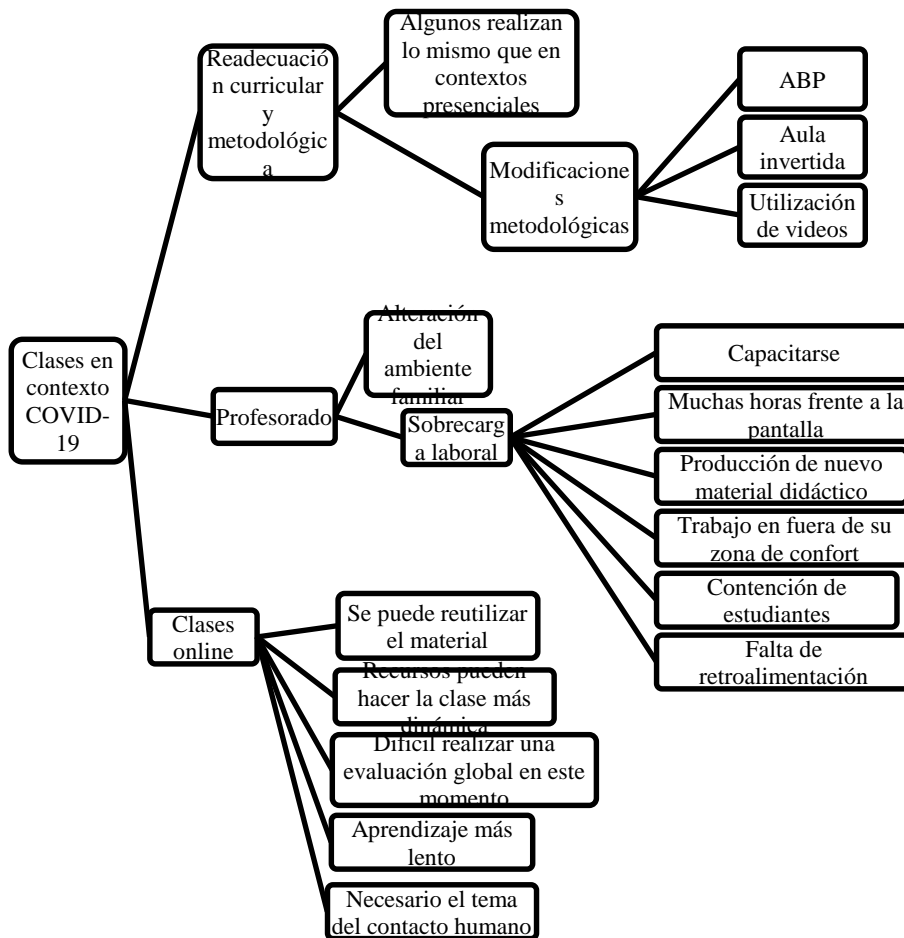 Algunos realizan
lo mismo que en
contextos
presenciales
Readecuació
n curricular
y
metodológic
a
Modificacione
s
metodológicas
ABP
Aula
invertida
Utilización
de videos
Clases en
contexto
COVID-
19
Alteración
del
ambiente
familiar
Profesorado
Sobrecarg
a laboral
Capacitarse
Muchas horas frente a la
pantalla
Producción de nuevo
material didáctico
Trabajo en fuera de su
zona de confort
Contención de
estudiantes
Falta de
retroalimentación
Clases
online
Se puede reutilizar
el material
Recursos pueden
hacer la clase más
dinámica
Difícil realizar una
evaluación global en este
momento
Aprendizaje más
lento
Necesario el tema
del contacto humano